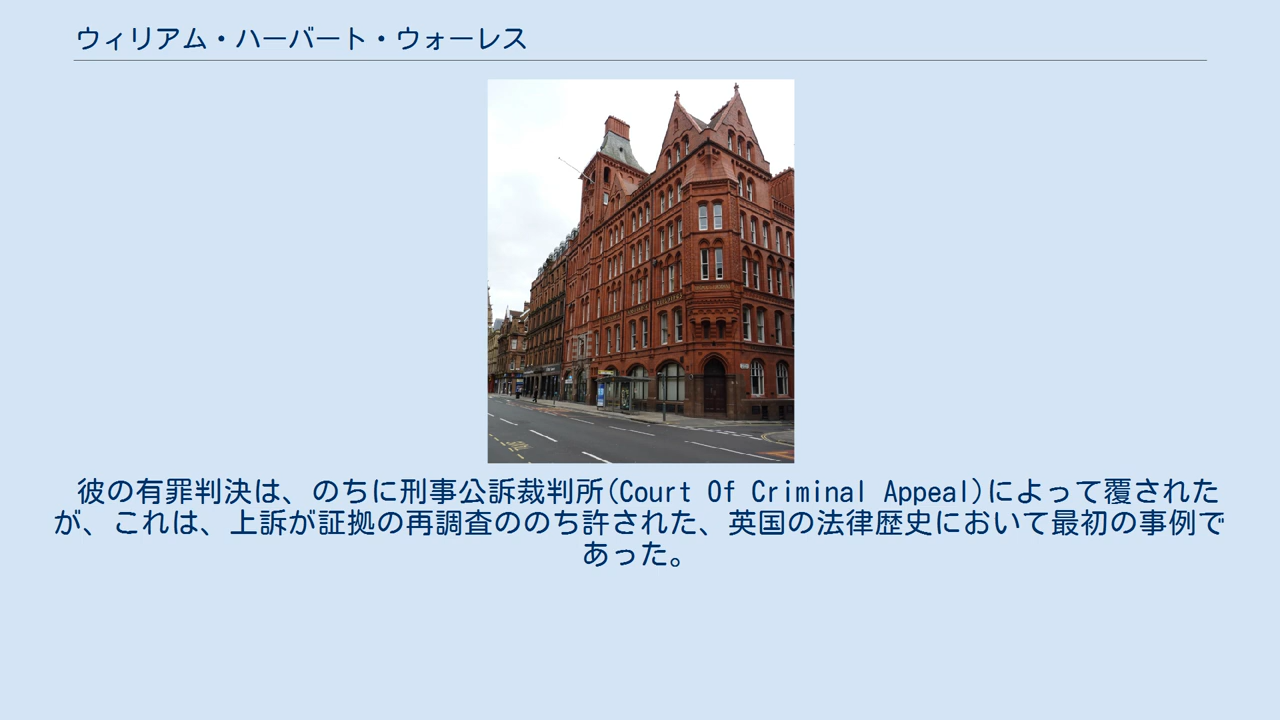 ウィリアム・ハーバート・ウォーレス
彼の有罪判決は、のちに刑事公訴裁判所(Court Of Criminal Appeal)によって覆された
が、これは、上訴が証拠の再調査ののち許された、英国の法律歴史において最初の事例で
あった。